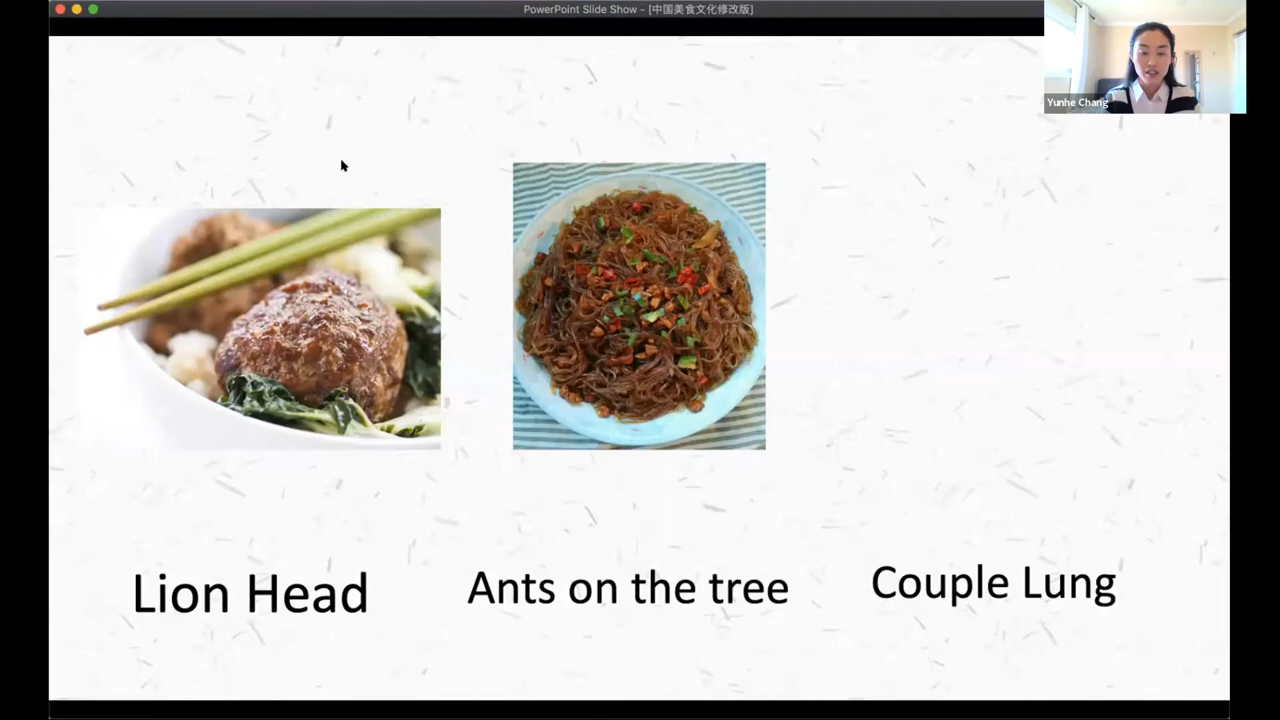 PowerPoint Slide Show - [中国美食文化修改版]
Yunhe Chang
Lion Head
Ants on the tree
Couple Lung